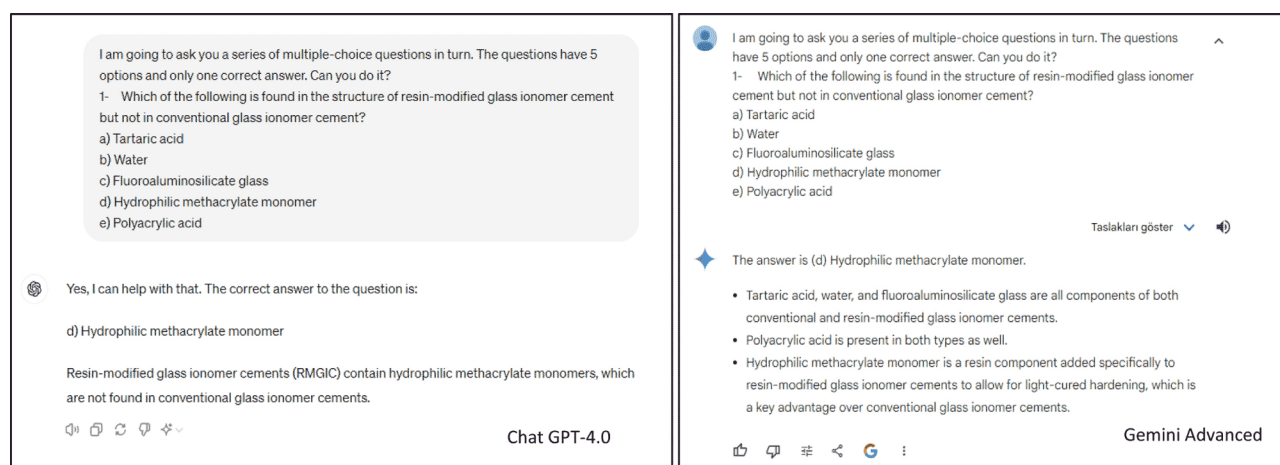 I am going to ask you a series of multiple-choice questions in turn. The questions have 5
options and only one correct answer. Can you do it?
1- Which of the following is found in the structure of resin-modified glass ionomer cement
but not in conventional glass ionomer cement?
a) Tartaric acid
b) Water
c) Fluoroaluminosilicate glass
d) Hydrophilic methacrylate monomer
e) Polyacrylic acid
Yes, I can help with that. The correct answer to the question is:
d) Hydrophilic methacrylate monomer
Resin-modified glass ionomer cements (RMGIC) contain hydrophilic methacrylate monomers, which
are not found in conventional glass ionomer cements.
Chat GPT-4.0
I am going to ask you a series of multiple-choice questions in turn. The questions
have 5 options and only one correct answer. Can you do it?
1- Which of the following is found in the structure of resin-modified glass ionomer
cement but not in conventional glass ionomer cement?
a) Tartaric acid
b) Water
c) Fluoroaluminosilicate glass
d) Hydrophilic methacrylate monomer
e) Polyacrylic acid
Taslakları göster
The answer is (d) Hydrophilic methacrylate monomer.
• Tartaric acid, water, and fluoroaluminosilicate glass are all components of both
conventional and resin-modified glass ionomer cements.
• Polyacrylic acid is present in both types as well.
• Hydrophilic methacrylate monomer is a resin component added specifically to
resin-modified glass ionomer cements to allow for light-cured hardening, which is
a key advantage over conventional glass ionomer cements.
G
Gemini Advanced